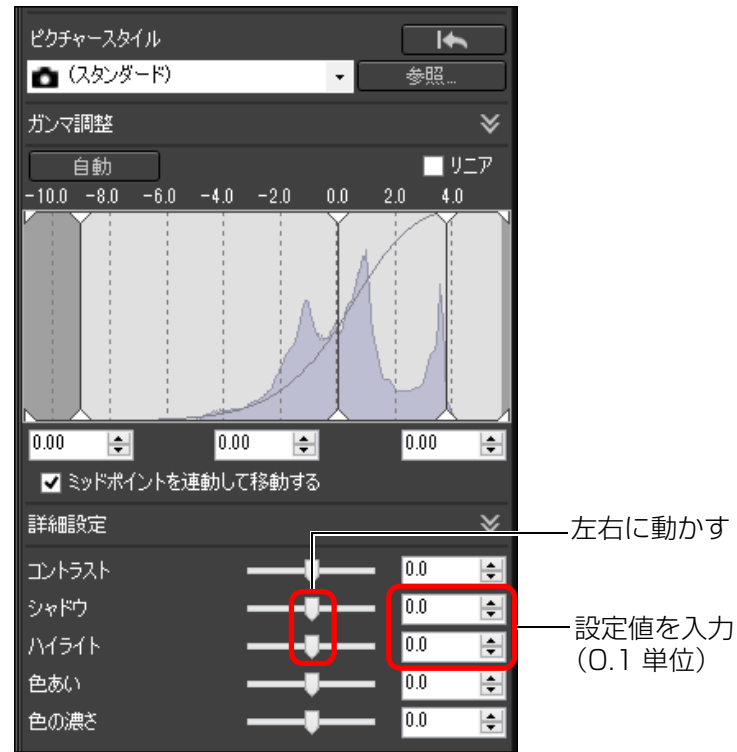 ピクチャースタイル
(スタンダード)
参照...
ガンマ調整
自動
リニア
-10.0 -8.0 -6.0 -4.0 -2.0 0.0 2.0 4.0
0.00 0.00 0.00
ミッドポイントを連動して移動する
詳細設定
左右に動かす
コントラスト 0.0
シャドウ 0.0
設定値を入力
（0.1 単位）
ハイライト 0.0
色あい 0.0
色の濃さ 0.0